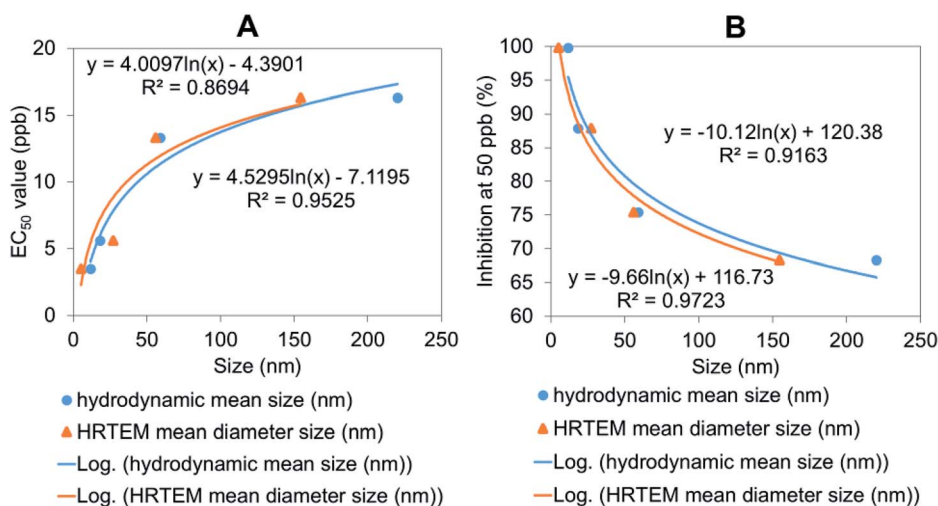 A
EC50 value (ppb)
20
15
10
5
0
y = 4.0097ln(x) - 4.3901
R² = 0.8694
y = 4.5295ln(x) - 7.1195
R² = 0.9525
0 50 100 150 200 250
Size (nm)
hydrodynamic mean size (nm)
HRTEM mean diameter size (nm)
Log. (hydrodynamic mean size (nm))
Log. (HRTEM mean diameter size (nm))
B
Inhibition at 50 ppb (%)
100
95
90
85
80
75
70
65
60
y = -10.12ln(x) + 120.38
R² = 0.9163
y = -9.66ln(x) + 116.73
R² = 0.9723
0 50 100 150 200 250
Size (nm)
hydrodynamic mean size (nm)
HRTEM mean diameter size (nm)
Log. (hydrodynamic mean size (nm))
Log. (HRTEM mean diameter size (nm))